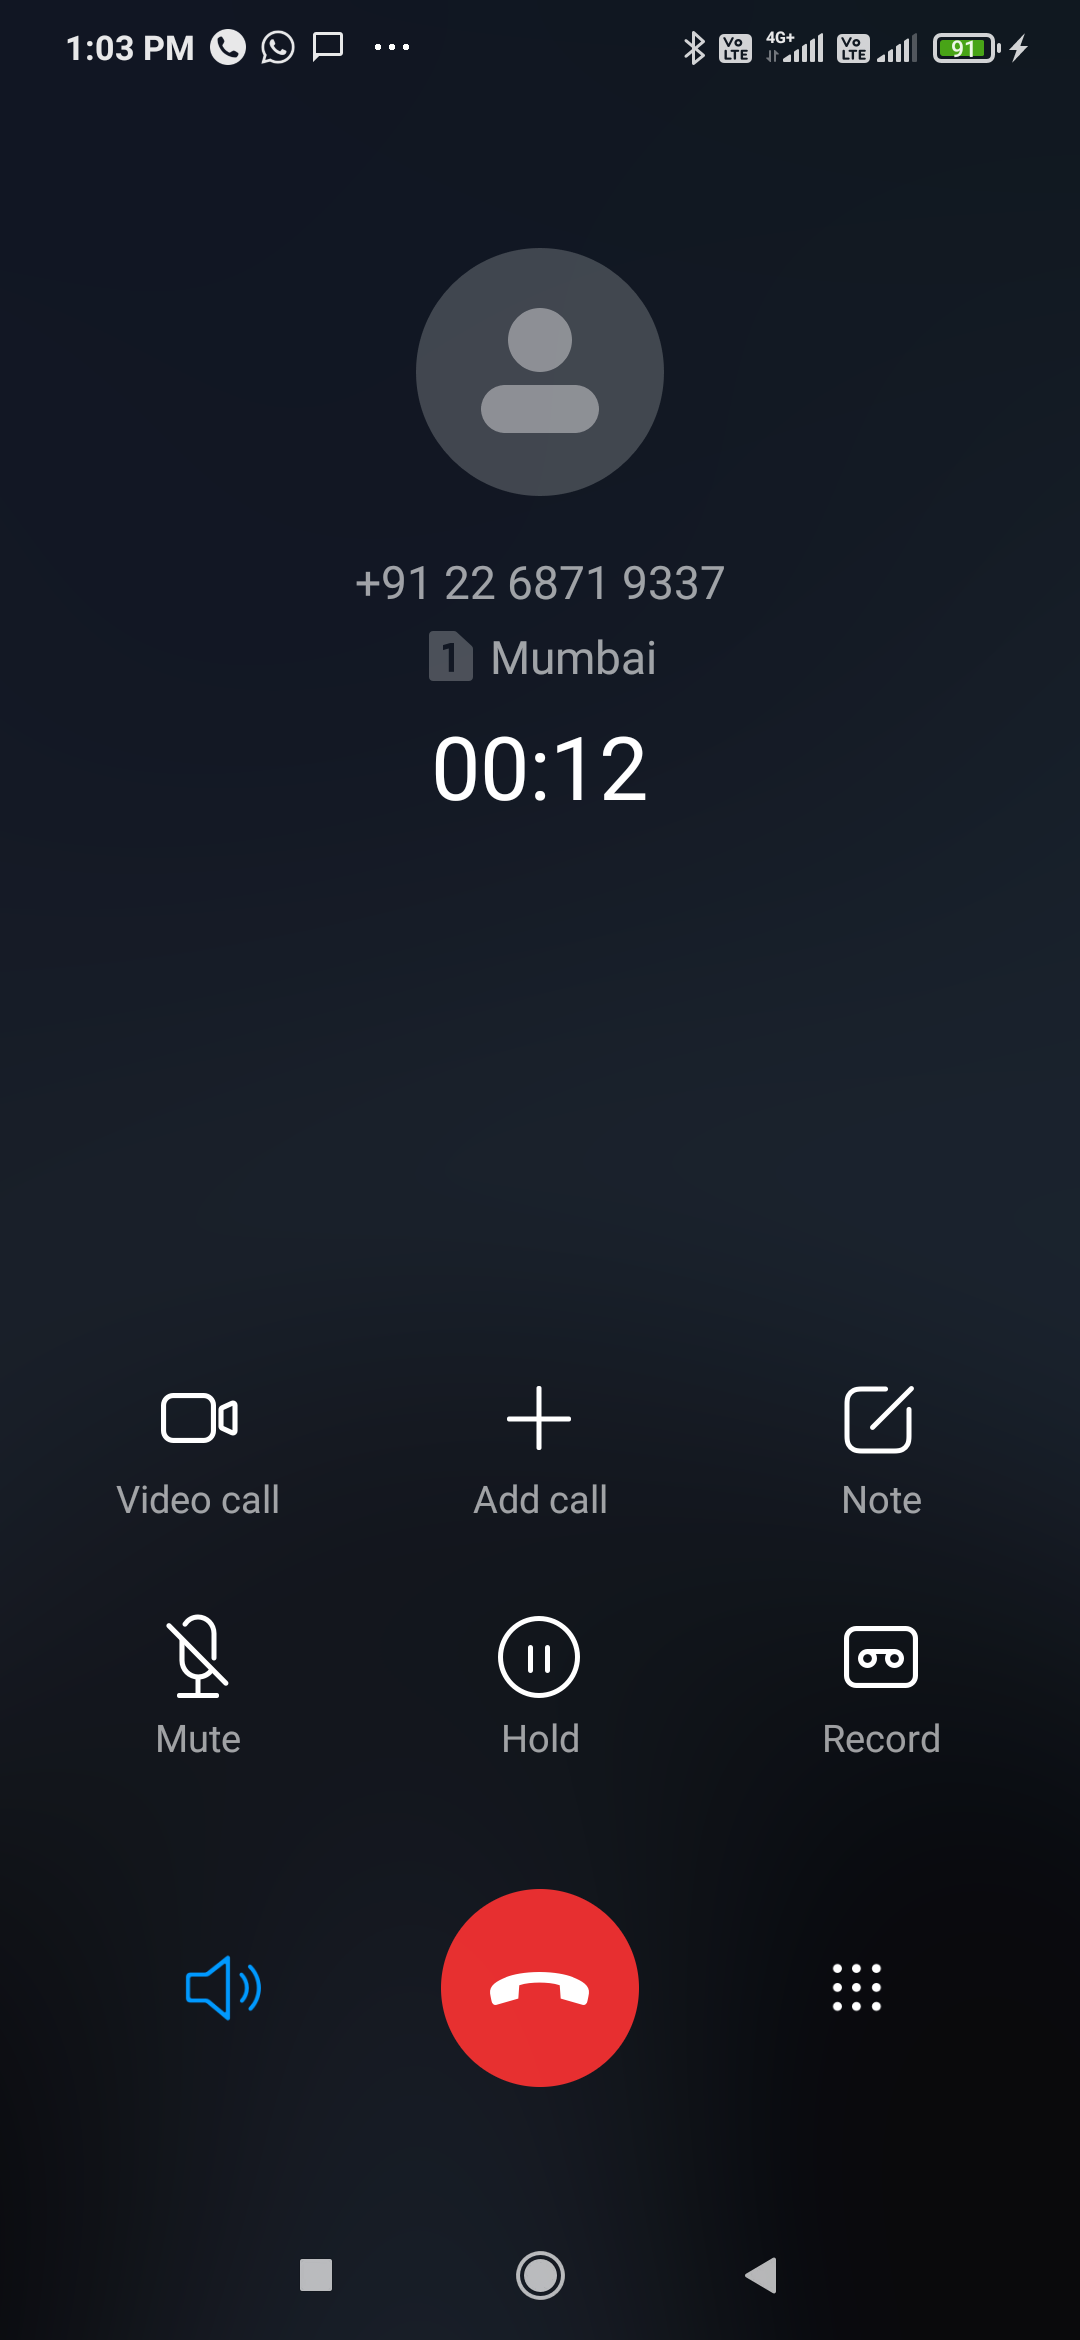 1:03 PM ... Vo LTE 4G+ Vo LTE 91
+91 22 6871 9337
1 Mumbai
00:12
Video call Add call Note
Mute Hold Record